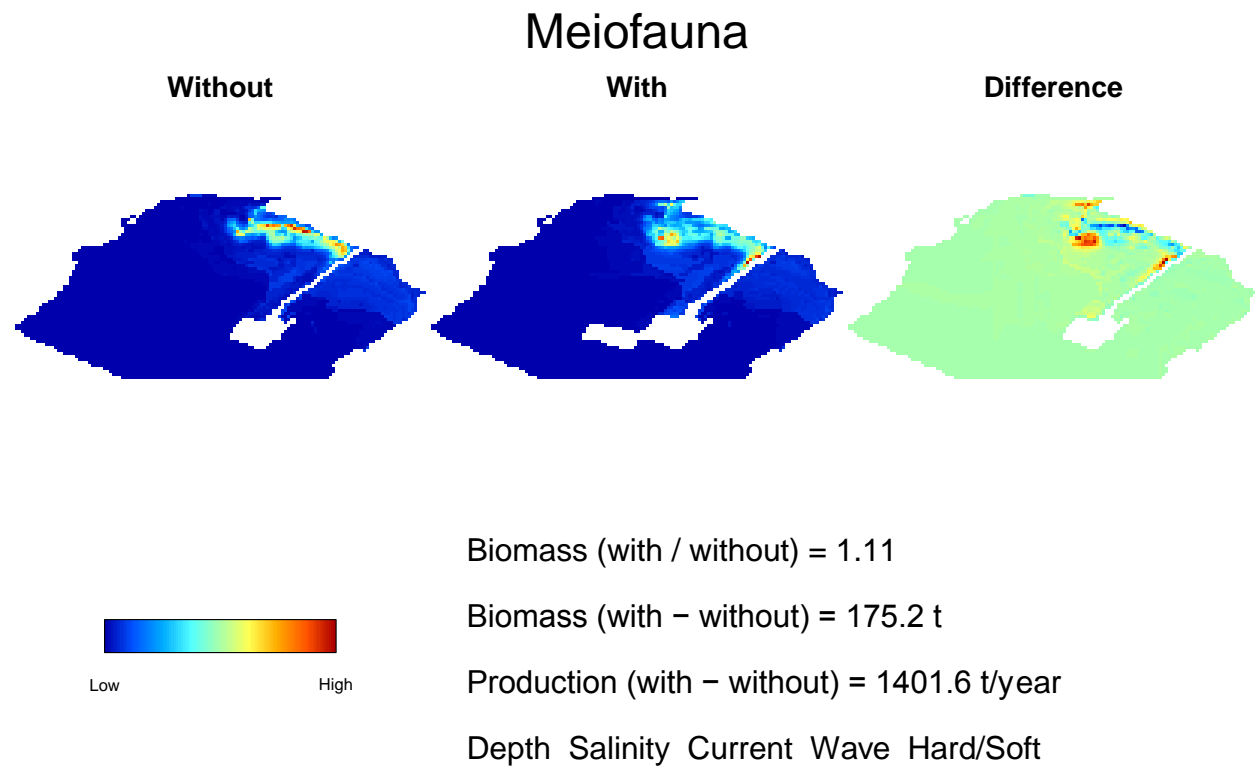 Meiofauna
Without With Difference
Biomass (with / without) = 1.11
Biomass (with − without) = 175.2 t
Production (with − without) = 1401.6 t/year
Low High
Depth Salinity Current Wave Hard/Soft